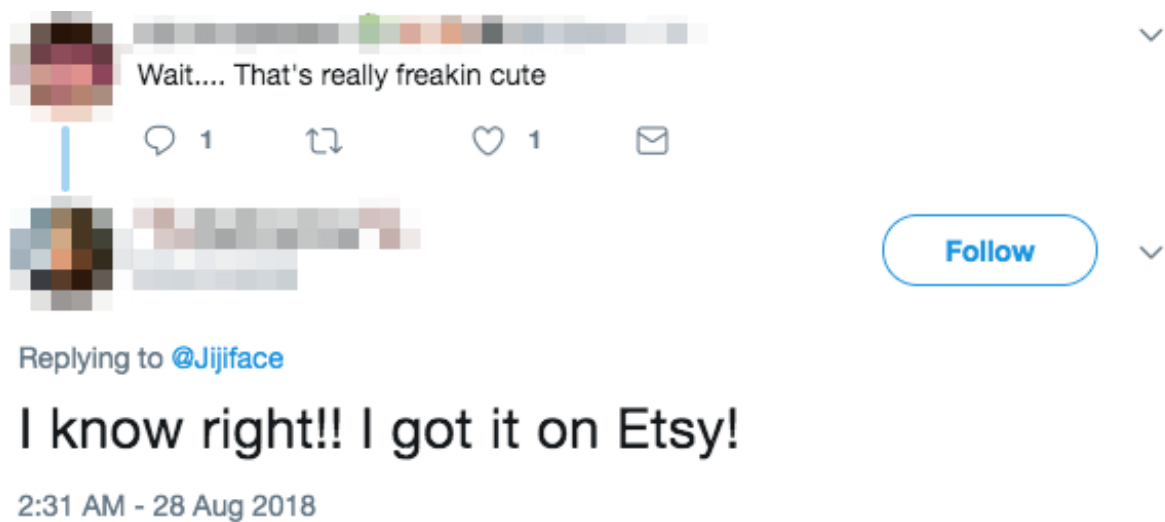 Wait.... That's really freakin cute
1 1
Follow
Replying to @Jijiface
I know right!! I got it on Etsy!
2:31 AM - 28 Aug 2018